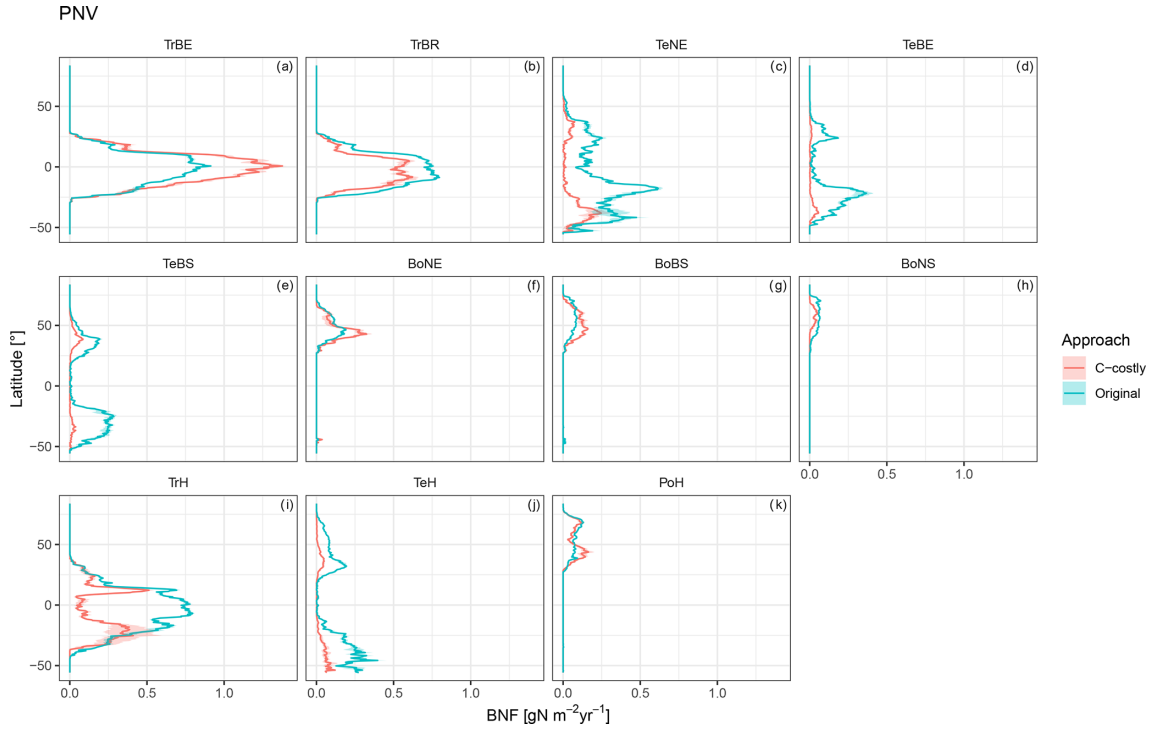 PNV
TrBE
TrBR
TeNE
TeBE
(a)
(b)
(c)
(d)
50
0
−50
TeBS
BoNE
BoBS
BoNS
(e)
(f)
(g)
(h)
50
0
−50
0.0 0.5 1.0
TrH
TeH
PoH
(i)
(j)
(k)
50
0
−50
0.0 0.5 1.0
0.0 0.5 1.0
0.0 0.5 1.0
Latitude [°]
BNF [gN m−2yr−1]
Approach
C−costly
Original